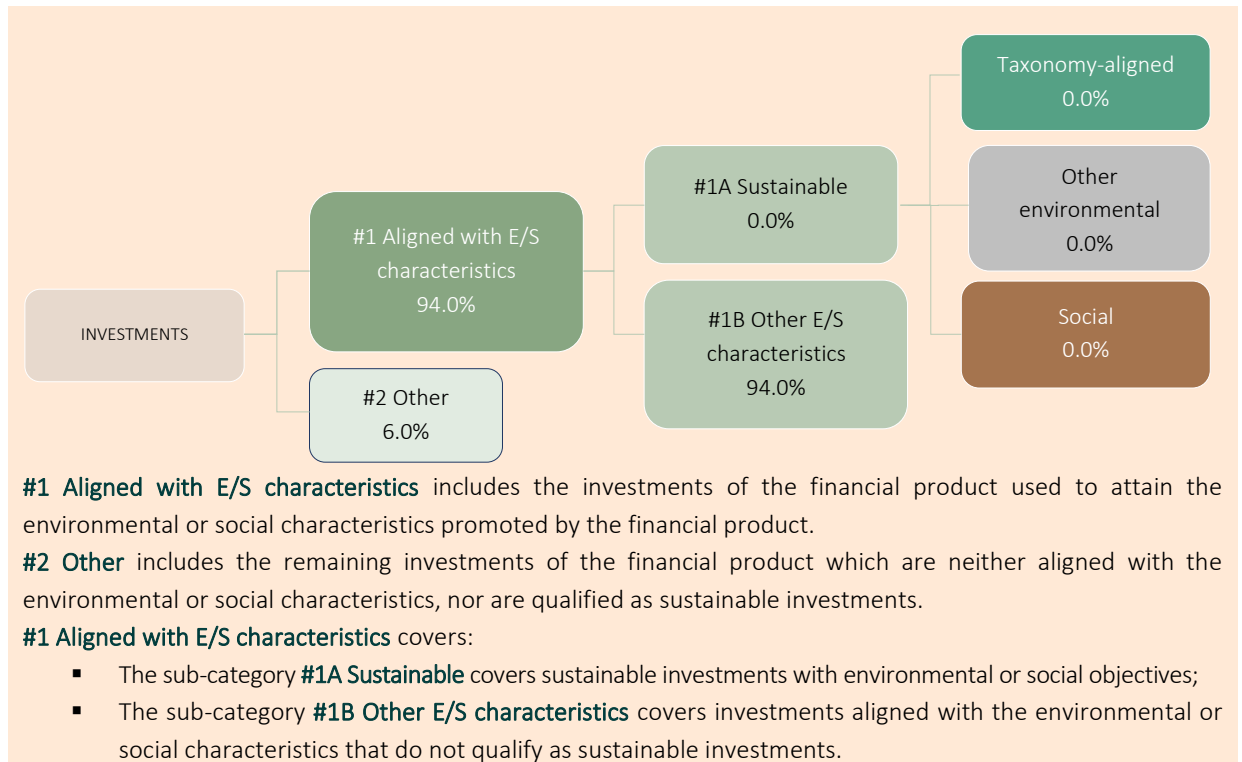 Taxonomy-aligned
0.0%
#1A Sustainable
0.0%
Other
environmental
0.0%
#1 Aligned with E/S
characteristics
94.0%
INVESTMENTS
#1B Other E/S
characteristics
94.0%
Social
0.0%
#2 Other
6.0%
#1 Aligned with E/S characteristics includes the investments of the financial product used to attain the
environmental or social characteristics promoted by the financial product.
#2 Other includes the remaining investments of the financial product which are neither aligned with the
environmental or social characteristics, nor are qualified as sustainable investments.
#1 Aligned with E/S characteristics covers:
▪ The sub-category #1A Sustainable covers sustainable investments with environmental or social objectives;
▪ The sub-category #1B Other E/S characteristics covers investments aligned with the environmental or
social characteristics that do not qualify as sustainable investments.